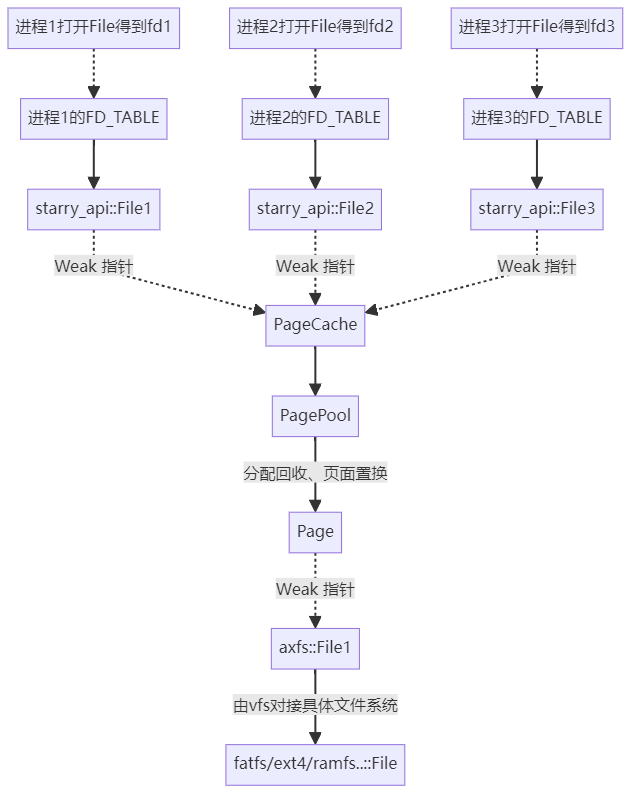 进程1打开File得到fd1
进程2打开File得到fd2
进程3打开File得到fd3
进程1的FD_TABLE
进程2的FD_TABLE
进程3的FD_TABLE
starry_api::File1
starry_api::File2
starry_api::File3
Weak 指针
Weak 指针
Weak 指针
PageCache
PagePool
分配回收、页面置换
Page
Weak 指针
axfs::File1
由vfs对接具体文件系统
fatfs/ext4/ramfs..::File